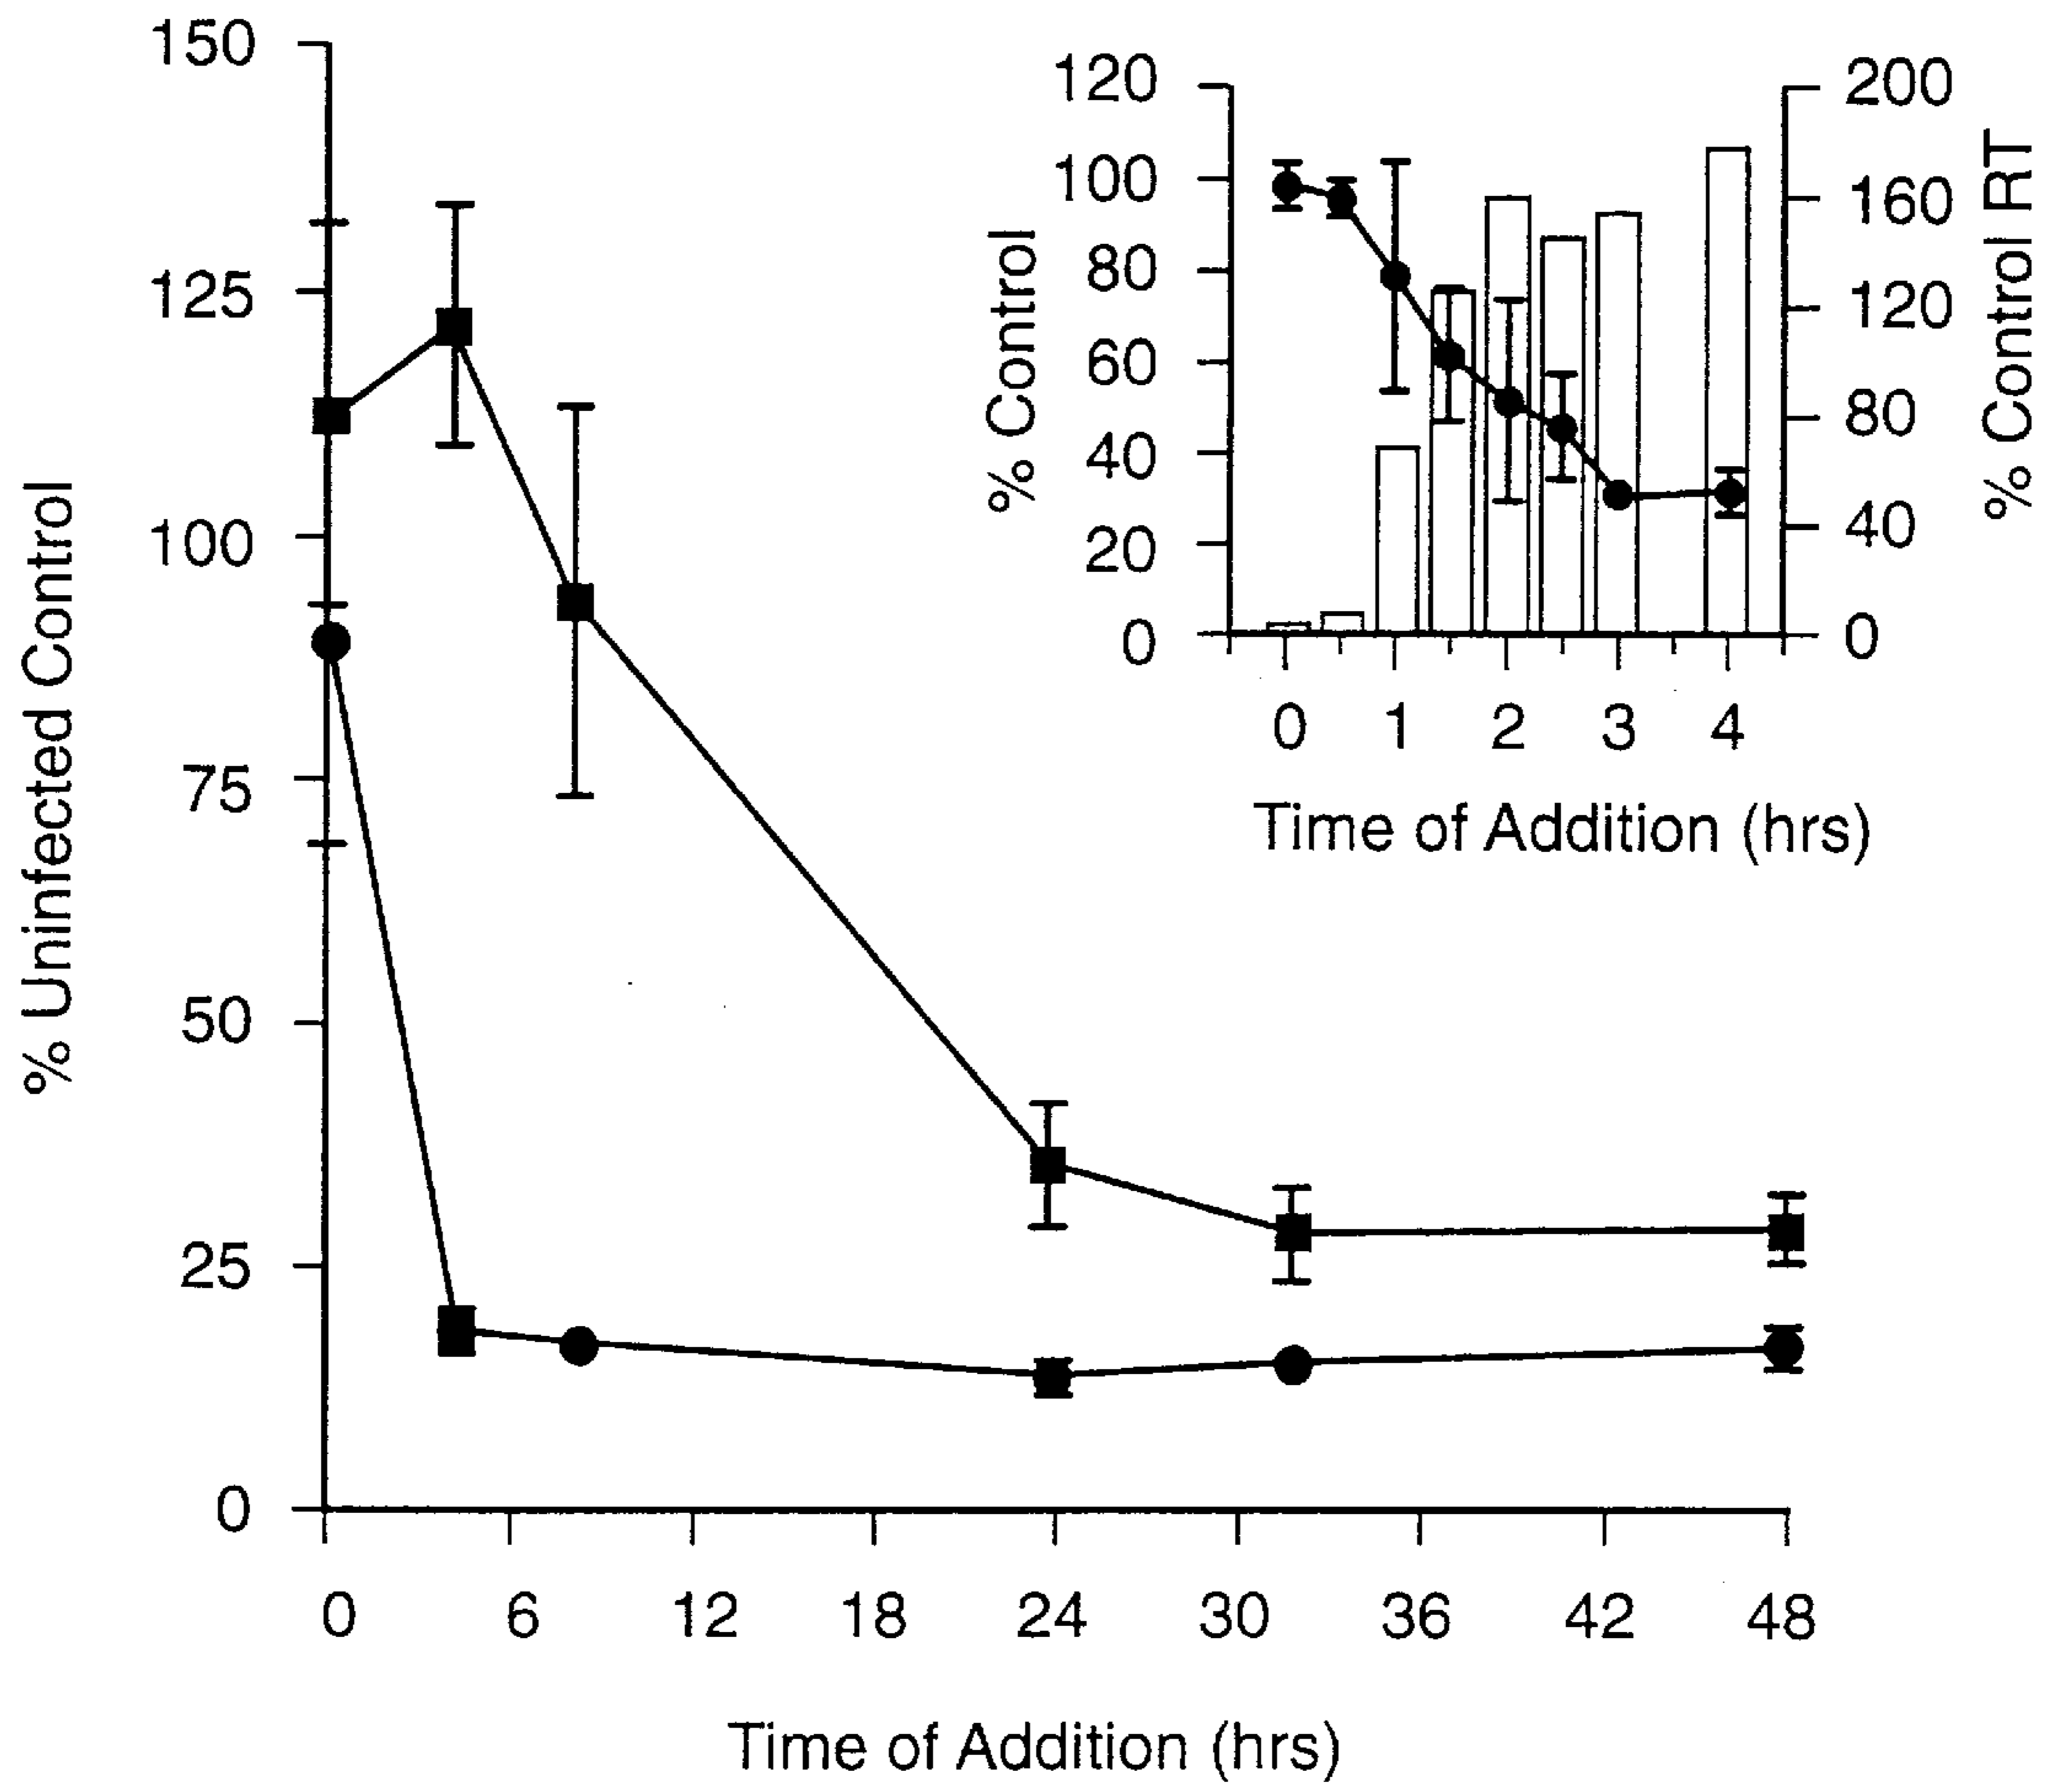 150
125
100
75
50
25
0
% Uninfected Control
0 6 12 18 24 30 36 42 48
Time of Addition (hrs)
120
100
80
60
40
20
0
% Control
200
160
120
80
40
0
% Control RT
0 1 2 3 4
Time of Addition (hrs)